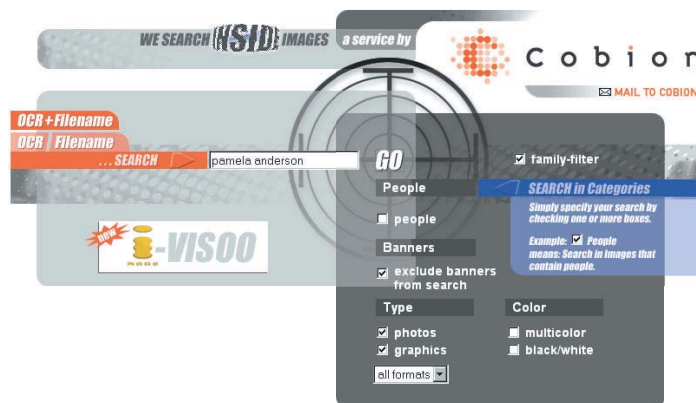 WE SEARCH INSIDE IMAGES
a service by
Cobion
MAIL TO COBION
OCR+Filename
OCR Filename
...SEARCH
pamela anderson
GO
family-filter
People
SEARCH in Categories
people
Simply specify your search by
checking one or more boxes.
Example: People
means: Search in Images that
contain people.
new
i-VISOO
Banners
exclude banners
from search
Type
Color
photos
multicolor
graphics
black/white
all formats